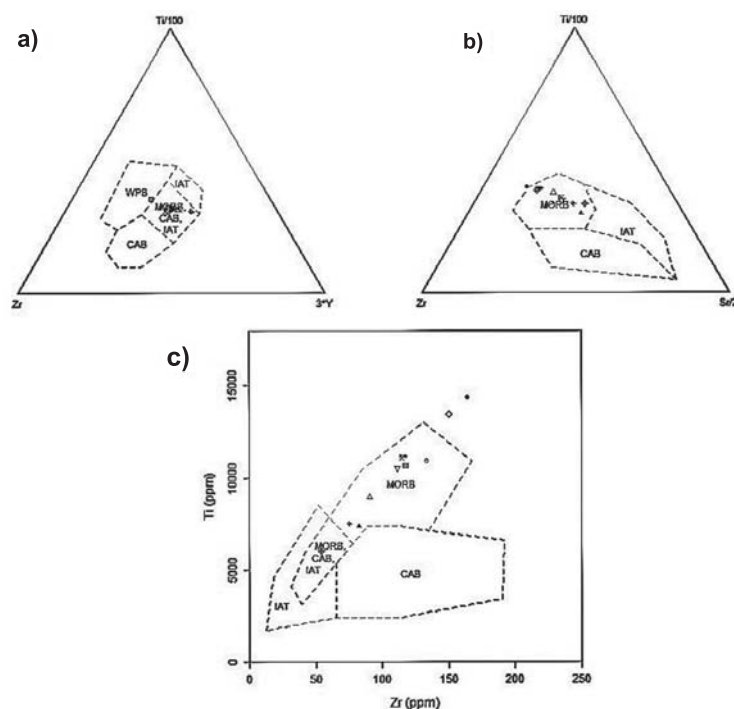 a)
Ti/100
WPB
IAT
MORB,
CAB,
IAT
CAB
Zr
3*Y
b)
Ti/100
MORB
IAT
CAB
Zr
c)
Ti (ppm)
15000
10000
5000
0
MORB
MORB,
CAB,
IAT
CAB
IAT
0
50
100
150
200
250
Zr (ppm)